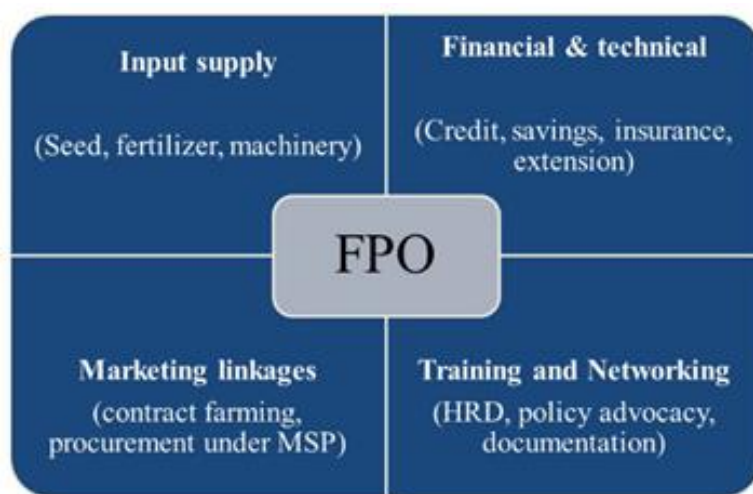 Input supply
(Seed, fertilizer, machinery)
Financial & technical
(Credit, savings, insurance,
extension)
FPO
Marketing linkages
(contract farming,
procurement under MSP)
Training and Networking
(HRD, policy advocacy,
documentation)